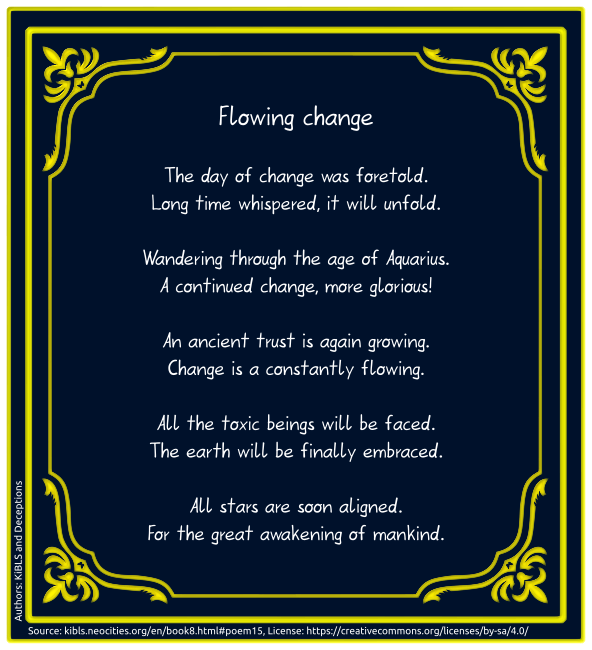 Flowing change
The day of change was foretold.
Long time whispered, it will unfold.
Wandering through the age of Aquarius.
A continued change, more glorious!
An ancient trust is again growing.
Change is a constantly flowing.
All the toxic beings will be faced.
The earth will be finally embraced.
All stars are soon aligned.
For the great awakening of mankind.
Authors: KiBLS and Deceptions
Source: kibls.neocities.org/en/book8.html#poem15, License: https://creativecommons.org/licenses/by-sa/4.0/